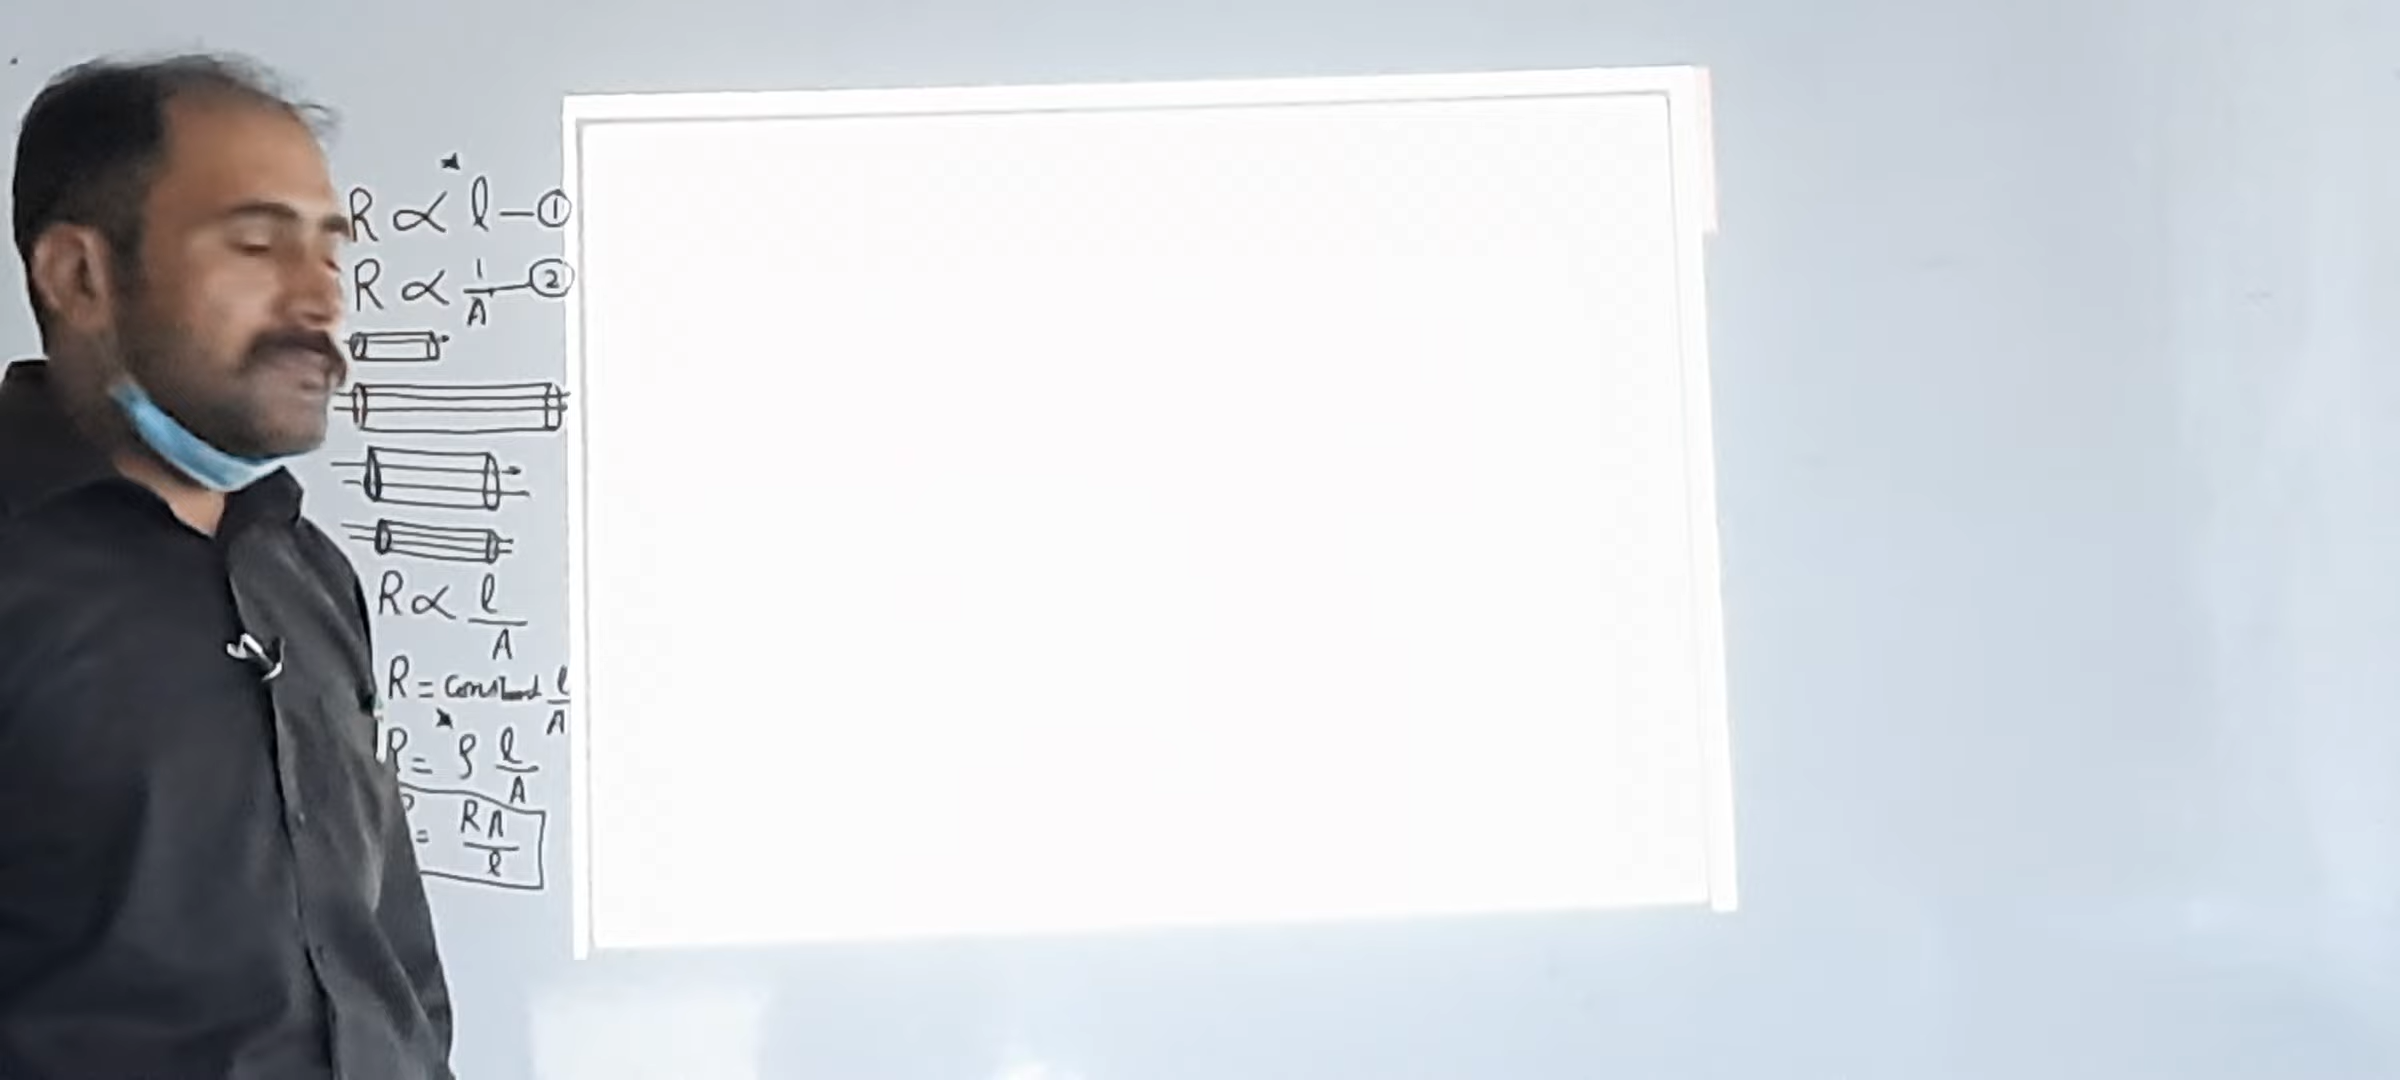 R ∝ l — ①
R ∝ 1/A — ②
R ∝ l/A
R = constant l/A
R = ρ l/A
= RA/l